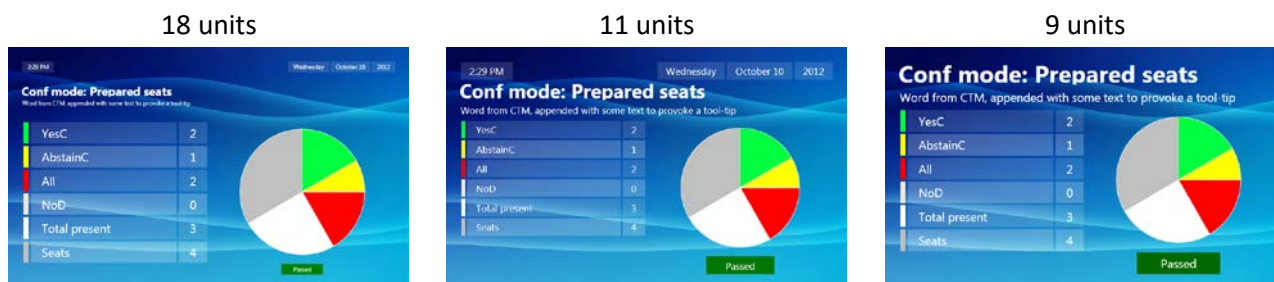 18 units
2:29 PM Wednesday October 10 2012
Conf mode: Prepared seats
Word from CTM, appended with some text to provoke a tool-tip
YesC 2
AbstainC 1
All 2
NoD 0
Total present 3
Seats 4
Passed
11 units
2:29 PM Wednesday October 10 2012
Conf mode: Prepared seats
Word from CTM, appended with some text to provoke a tool-tip
YesC 2
AbstainC 1
All 2
NoD 0
Total present 3
Seats 4
Passed
9 units
Conf mode: Prepared seats
Word from CTM, appended with some text to provoke a tool-tip
YesC 2
AbstainC 1
All 2
NoD 0
Total present 3
Seats 4
Passed